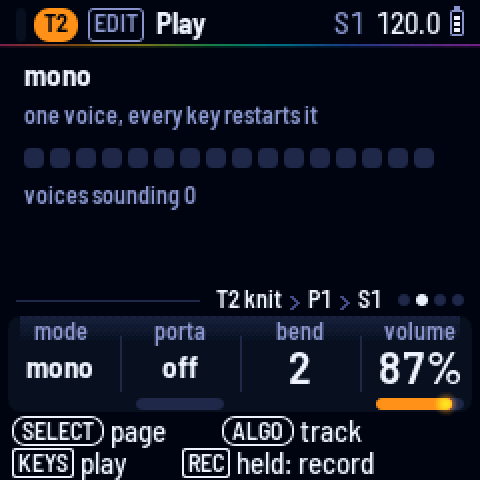 T2 EDIT Play S1 120.0
mono
one voice, every key restarts it
voices sounding 0
T2 knit > P1 > S1
mode porta bend volume
mono off 2 87%
SELECT page ALGO track
KEYS play REC held: record